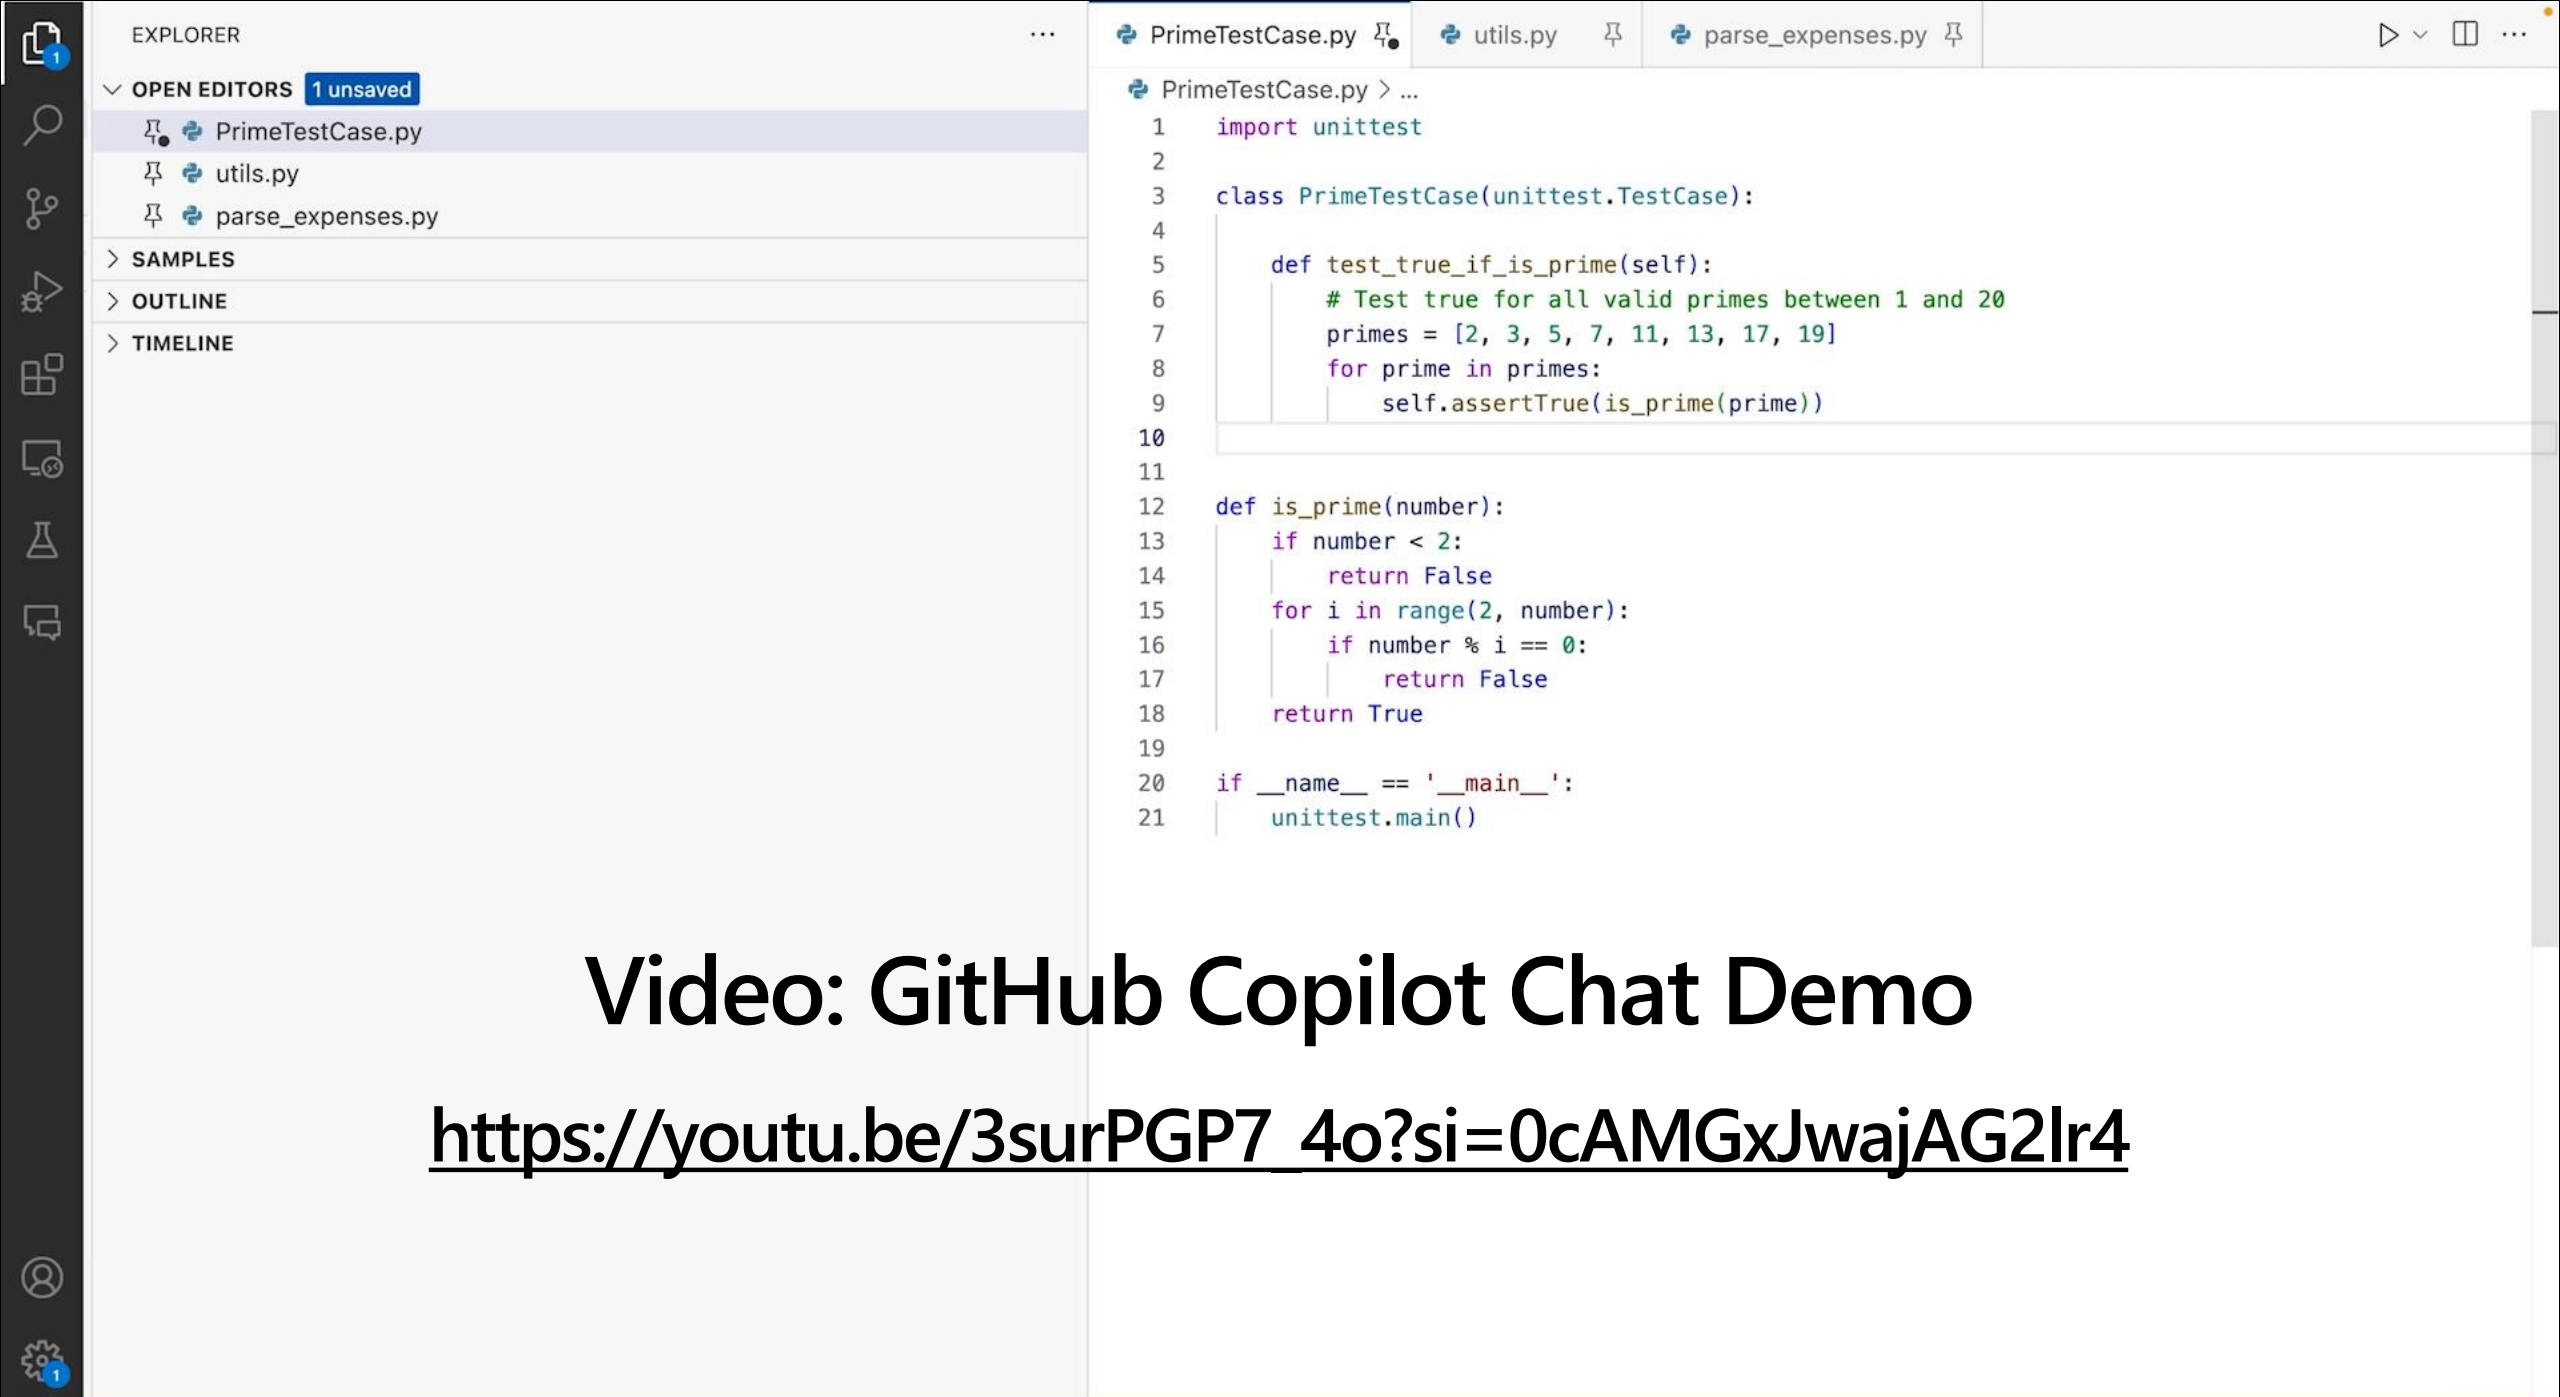 EXPLORER
OPEN EDITORS 1 unsaved
PrimeTestCase.py
utils.py
parse_expenses.py
SAMPLES
OUTLINE
TIMELINE
PrimeTestCase.py utils.py parse_expenses.py
PrimeTestCase.py > ...
1 import unittest
2
3 class PrimeTestCase(unittest.TestCase):
4
5 def test_true_if_is_prime(self):
6 # Test true for all valid primes between 1 and 20
7 primes = [2, 3, 5, 7, 11, 13, 17, 19]
8 for prime in primes:
9 self.assertTrue(is_prime(prime))
10
11
12 def is_prime(number):
13 if number < 2:
14 return False
15 for i in range(2, number):
16 if number % i == 0:
17 return False
18 return True
19
20 if __name__ == '__main__':
21 unittest.main()
Video: GitHub Copilot Chat Demo
https://youtu.be/3surPGP7_4o?si=0cAMGxJwajAG2lr4
1
1